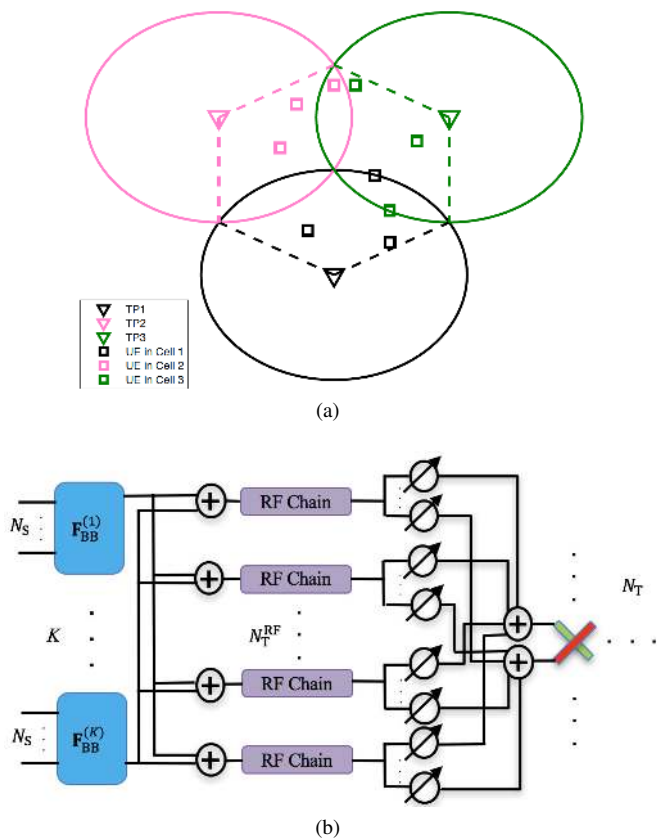 TP1
TP2
TP3
UE in Cell 1
UE in Cell 2
UE in Cell 3
(a)
N_S F_BB^(1) RF Chain
RF Chain
K N_T^RF N_T
RF Chain
N_S F_BB^(K) RF Chain
(b)